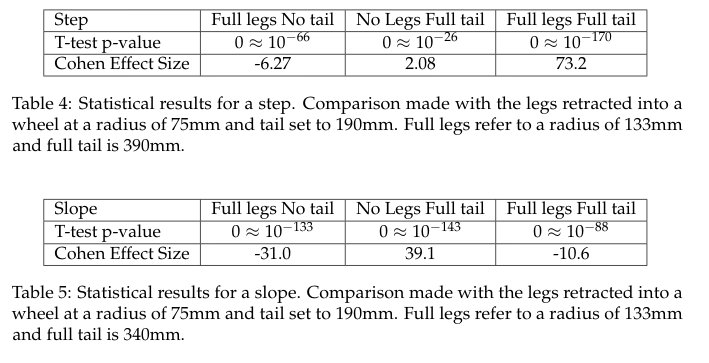 Step Full legs No tail No Legs Full tail Full legs Full tail
T-test p-value 0 ≈ 10⁻⁶⁶ 0 ≈ 10⁻²⁶ 0 ≈ 10⁻¹⁷⁰
Cohen Effect Size -6.27 2.08 73.2
Table 4: Statistical results for a step. Comparison made with the legs retracted into a
wheel at a radius of 75mm and tail set to 190mm. Full legs refer to a radius of 133mm
and full tail is 390mm.
Slope Full legs No tail No Legs Full tail Full legs Full tail
T-test p-value 0 ≈ 10⁻¹³³ 0 ≈ 10⁻¹⁴³ 0 ≈ 10⁻⁸⁸
Cohen Effect Size -31.0 39.1 -10.6
Table 5: Statistical results for a slope. Comparison made with the legs retracted into a
wheel at a radius of 75mm and tail set to 190mm. Full legs refer to a radius of 133mm
and full tail is 340mm.